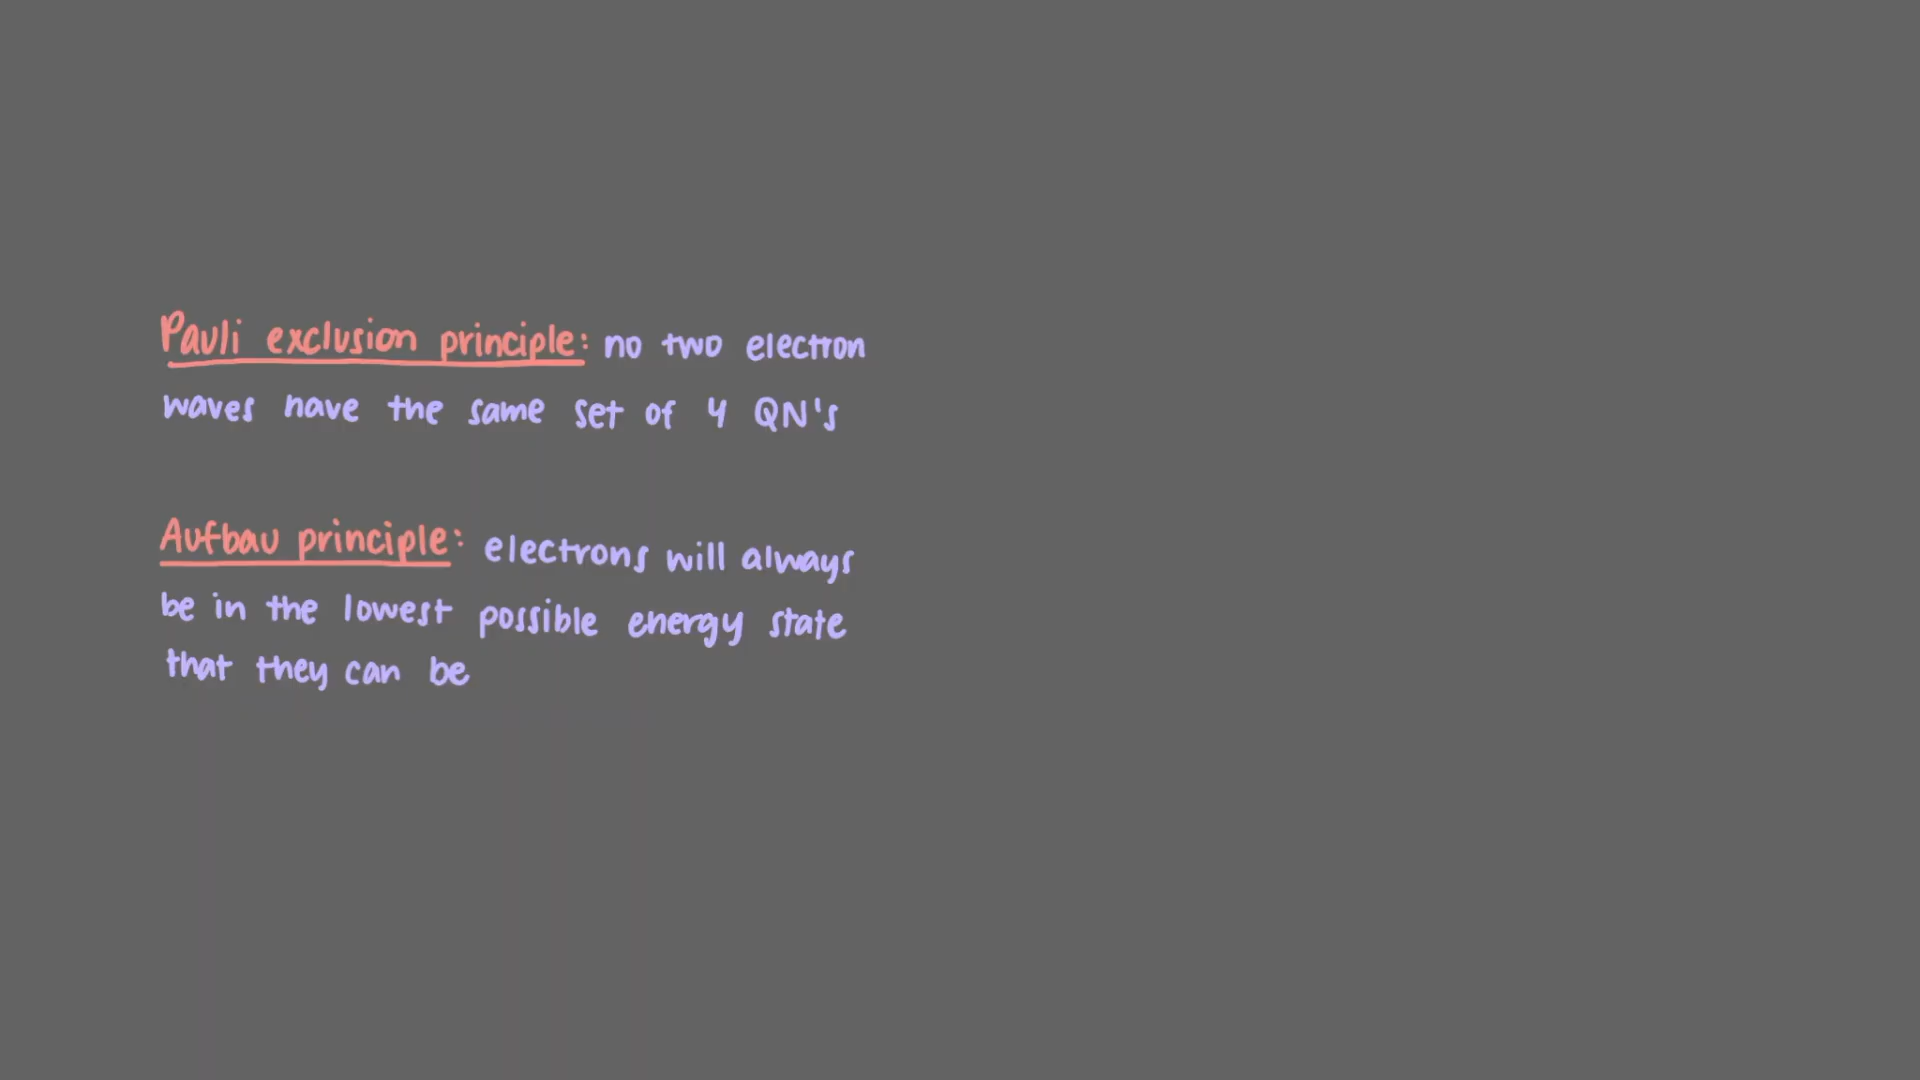 Pauli exclusion principle: no two electron
waves have the same set of 4 QN's
Aufbau principle: electrons will always
be in the lowest possible energy state
that they can be